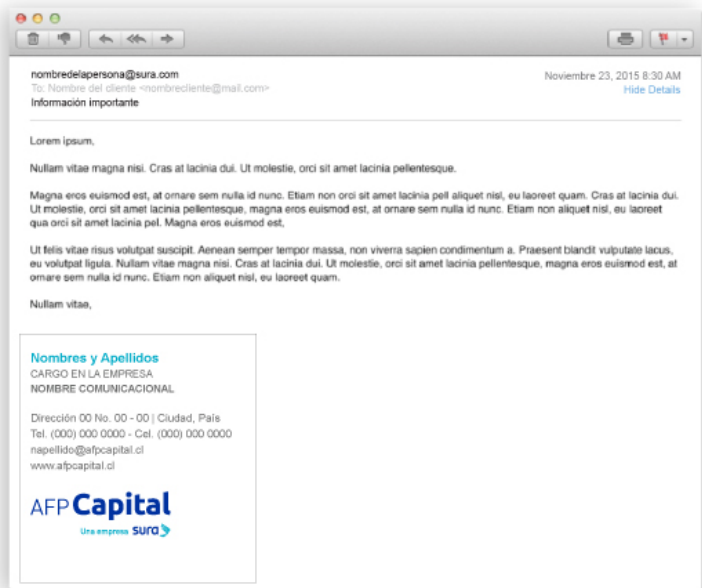 nombredelapersona@sura.com
Noviembre 23, 2015 8:30 AM
To: Nombre del cliente <nombrecliente@mail.com>
Hide Details
Información importante
Lorem ipsum,
Nullam vitae magna nisi. Cras at lacinia dui. Ut molestie, orci sit amet lacinia pellentesque.
Magna eros euismod est, at ornare sem nulla id nunc. Etiam non orci sit amet lacinia pell aliquet nisl, eu laoreet quam. Cras at lacinia dui.
Ut molestie, orci sit amet lacinia pellentesque, magna eros euismod est, at ornare sem nulla id nunc. Etiam non aliquet nisl, eu laoreet
qua orci sit amet lacinia pel. Magna eros euismod est,
Ut felis vitae risus volutpat suscipit. Aenean semper tempor massa, non viverra sapien condimentum a. Praesent blandit vulputate lacus,
eu volutpat ligula. Nullam vitae magna nisi. Cras at lacinia dui. Ut molestie, orci sit amet lacinia pellentesque, magna eros euismod est, at
ornare sem nulla id nunc. Etiam non aliquet nisl, eu laoreet quam.
Nullam vitae,
Nombres y Apellidos
CARGO EN LA EMPRESA
NOMBRE COMUNICACIONAL
Dirección 00 No. 00 - 00 | Ciudad, País
Tel. (000) 000 0000 - Cel. (000) 000 0000
napellido@afpcapital.cl
www.afpcapital.cl
AFP Capital
Una empresa sura